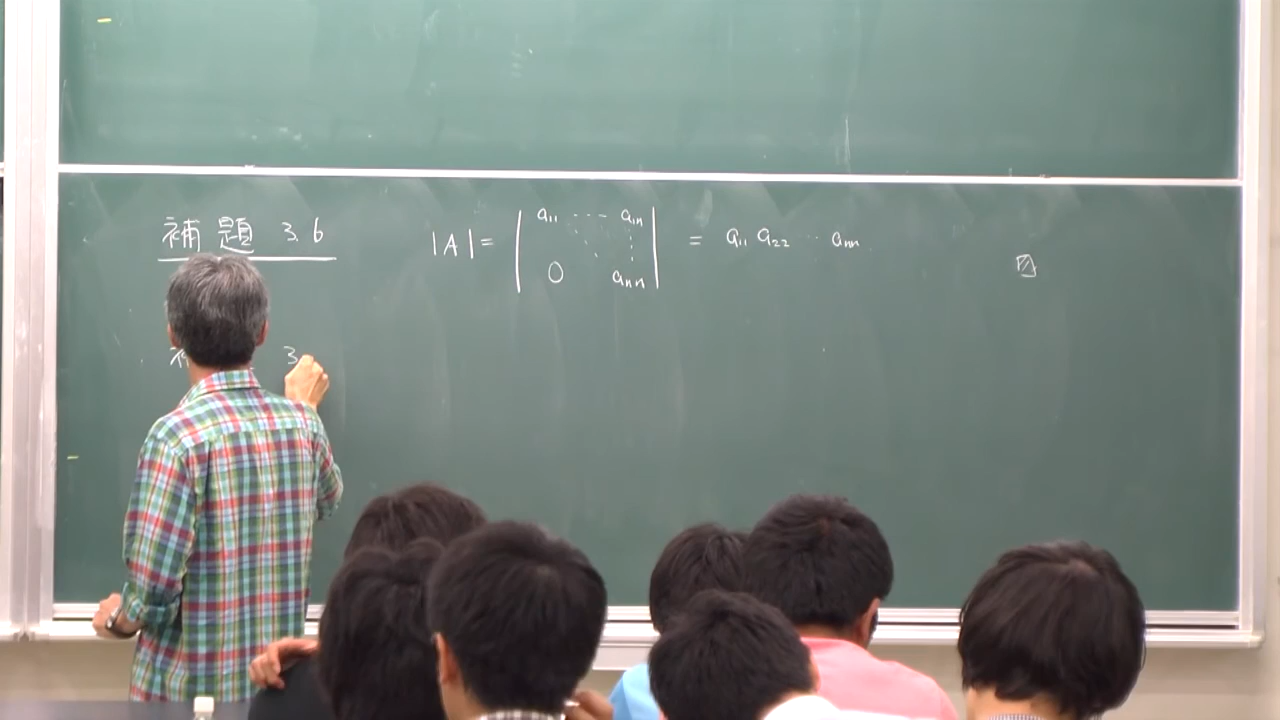 補題 3.6 |A| = | a₁₁ --- a₁ₙ
0 aₙₙ | = a₁₁ a₂₂ ‥ aₙₙ
3